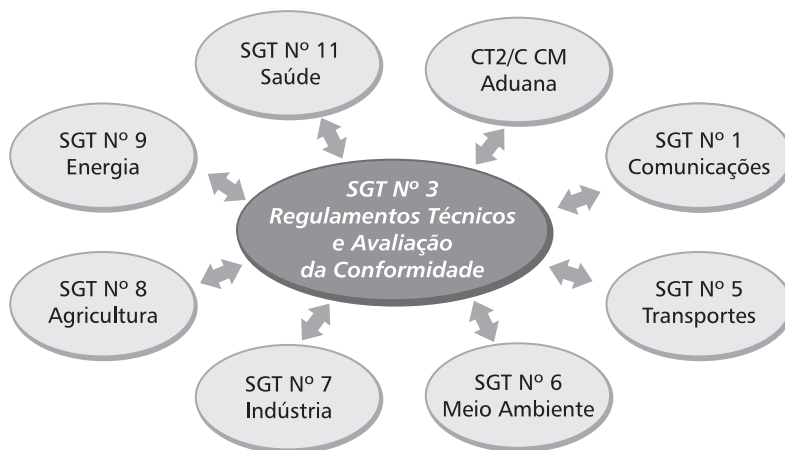 SGT Nº 11
Saúde
CT2/C CM
Aduana
SGT Nº 9
Energia
SGT Nº 1
Comunicações
SGT Nº 3
Regulamentos Técnicos
e Avaliação
da Conformidade
SGT Nº 8
Agricultura
SGT Nº 5
Transportes
SGT Nº 7
Indústria
SGT Nº 6
Meio Ambiente